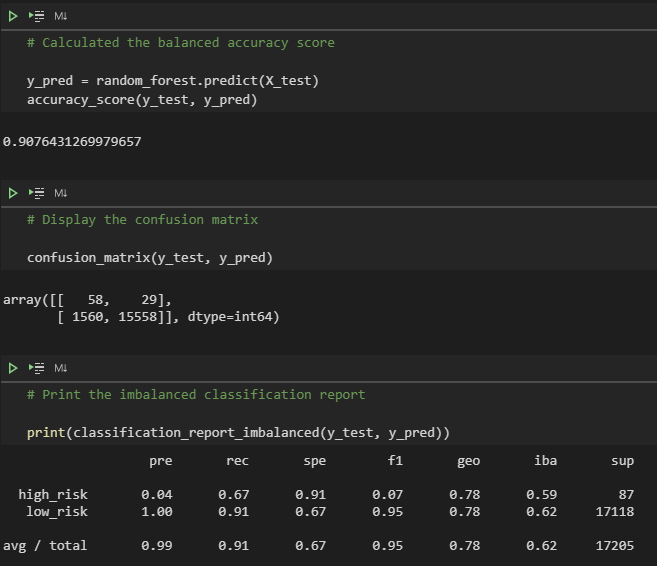 M↓
# Calculated the balanced accuracy score
y_pred = random_forest.predict(X_test)
accuracy_score(y_test, y_pred)
0.9076431269979657
M↓
# Display the confusion matrix
confusion_matrix(y_test, y_pred)
array([[   58,    29],
       [ 1560, 15558]], dtype=int64)
M↓
# Print the imbalanced classification report
print(classification_report_imbalanced(y_test, y_pred))
pre rec spe f1 geo iba sup
high_risk 0.04 0.67 0.91 0.07 0.78 0.59 87
low_risk 1.00 0.91 0.67 0.95 0.78 0.62 17118
avg / total 0.99 0.91 0.67 0.95 0.78 0.62 17205